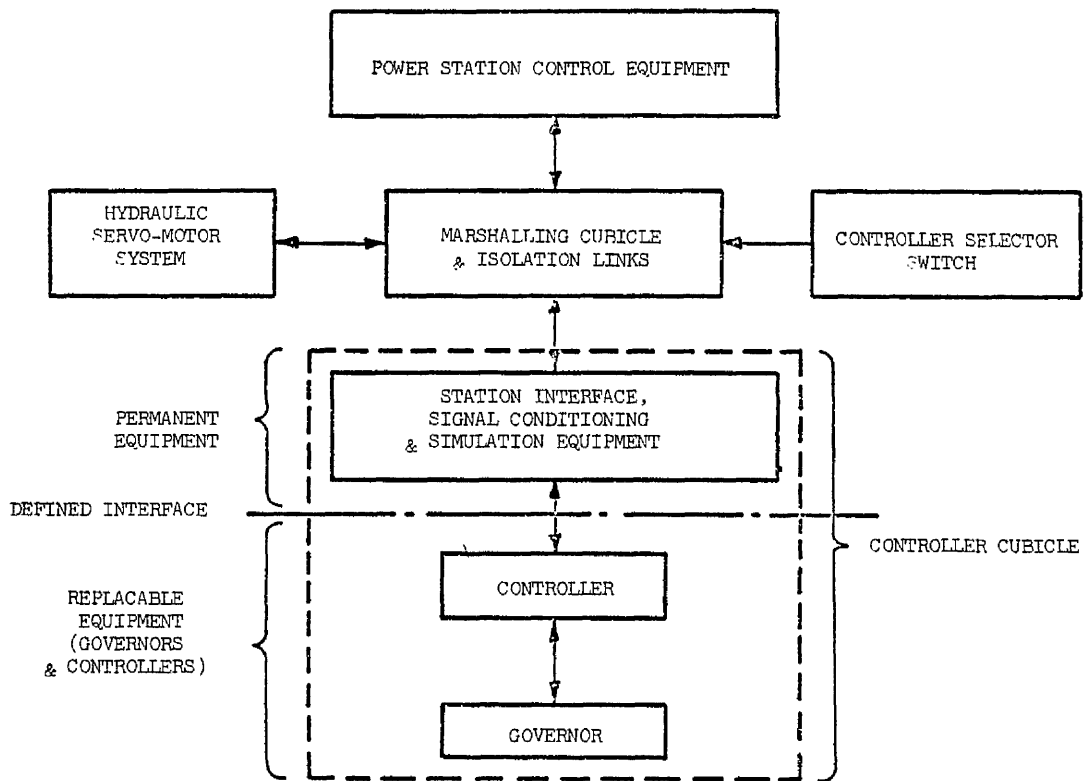 POWER STATION CONTROL EQUIPMENT
HYDRAULIC
SERVO-MOTOR
SYSTEM
MARSHALLING CUBICLE
& ISOLATION LINKS
CONTROLLER SELECTOR
SWITCH
PERMANENT
EQUIPMENT
STATION INTERFACE,
SIGNAL CONDITIONING
& SIMULATION EQUIPMENT
DEFINED INTERFACE
CONTROLLER CUBICLE
REPLACABLE
EQUIPMENT
(GOVERNORS
& CONTROLLERS)
CONTROLLER
GOVERNOR